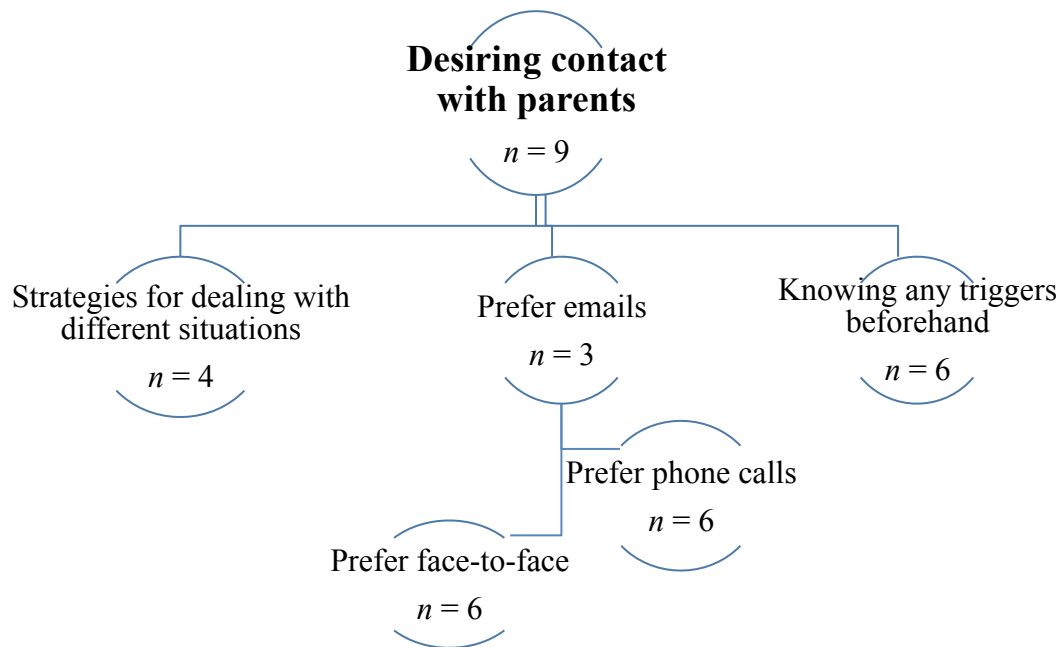 Desiring contact
with parents
n = 9
Strategies for dealing with
different situations
n = 4
Prefer emails
n = 3
Knowing any triggers
beforehand
n = 6
Prefer phone calls
n = 6
Prefer face-to-face
n = 6